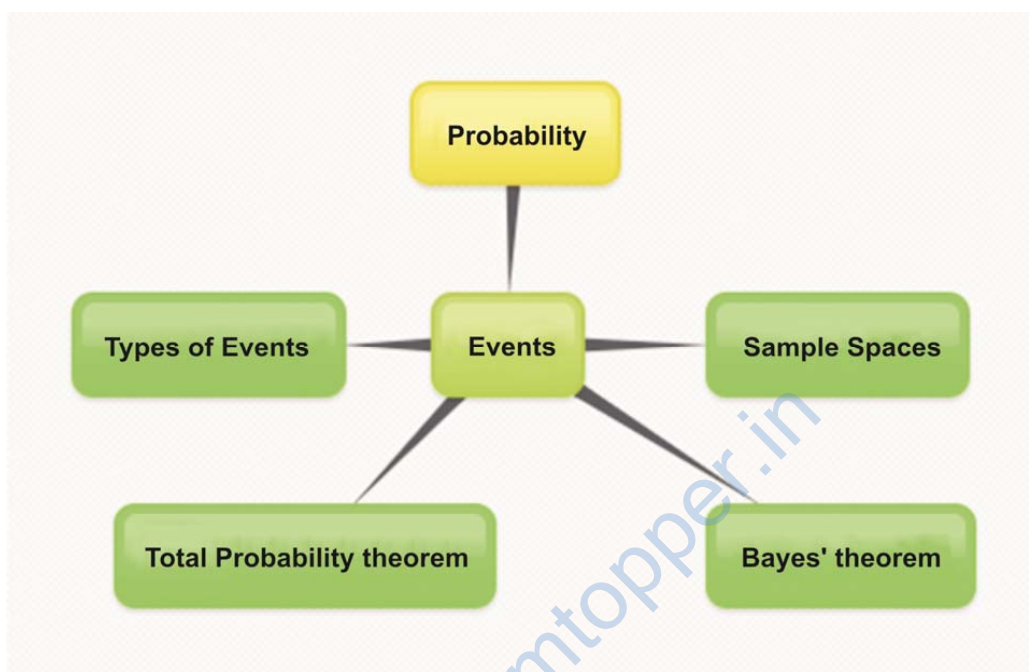 Probability
Types of Events
Events
Sample Spaces
Total Probability theorem
Bayes' theorem
mtopper.in